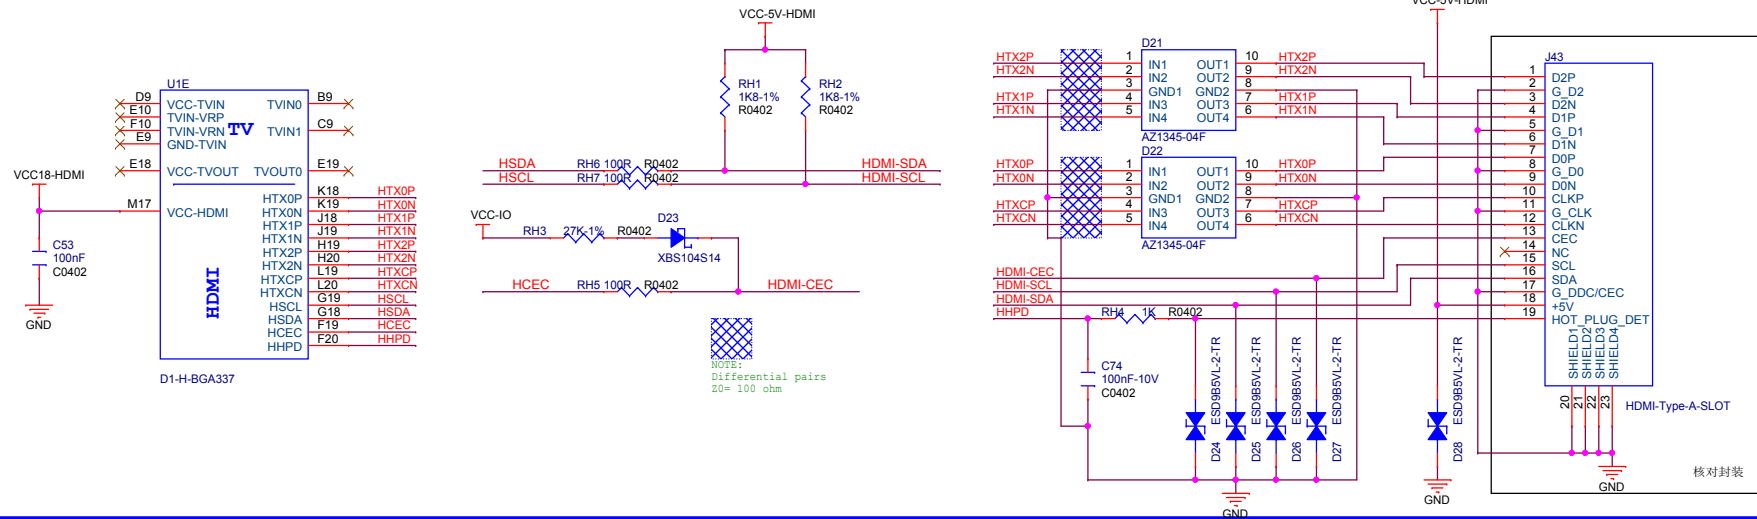 VCC-5V-HDMI
VCC-5V-HDMI
U1E
D9 VCC-TVIN TVIN0 B9
E10 TVIN-VRP
F10 TVIN-VRN TV TVIN1 C9
E9 GND-TVIN
E18 VCC-TVOUT TVOUT0 E19
VCC18-HDMI
M17 VCC-HDMI
HTX0P K18 HTX0P
HTX0N K19 HTX0N
HTX1P J18 HTX1P
HTX1N J19 HTX1N
HTX2P H19 HTX2P
HTX2N H20 HTX2N
HTXCP L19 HTXCP
HTXCN L20 HTXCN
HSCL G19 HSCL
HSDA G18 HSDA
HCEC F19 HCEC
HHPD F20 HHPD
HDMI
C53
100nF
C0402
GND
D1-H-BGA337
RH1
1K8-1%
R0402
RH2
1K8-1%
R0402
HSDA RH6 100R R0402 HDMI-SDA
HSCL RH7 100R R0402 HDMI-SCL
VCC-IO
RH3 27K-1% R0402
D23
XBS104S14
HCEC RH5 100R R0402 HDMI-CEC
NOTE:
Differential pairs
Z0= 100 ohm
D21
HTX2P 1 IN1 OUT1 10 HTX2P
HTX2N 2 IN2 OUT2 9 HTX2N
3 GND1 GND2 8
HTX1P 4 IN3 OUT3 7 HTX1P
HTX1N 5 IN4 OUT4 6 HTX1N
AZ1345-04F
D22
HTX0P 1 IN1 OUT1 10 HTX0P
HTX0N 2 IN2 OUT2 9 HTX0N
3 GND1 GND2 8
HTXCP 4 IN3 OUT3 7 HTXCP
HTXCN 5 IN4 OUT4 6 HTXCN
AZ1345-04F
HDMI-CEC
HDMI-SCL
HDMI-SDA
HHPD RH4 1K R0402
C74
100nF-10V
C0402
D24 ESD9B5VL-2-TR
D25 ESD9B5VL-2-TR
D26 ESD9B5VL-2-TR
D27 ESD9B5VL-2-TR
D28 ESD9B5VL-2-TR
GND
GND
J43
1 D2P
2 G_D2
3 D2N
4 D1P
5 G_D1
6 D1N
7 D0P
8 G_D0
9 D0N
10 CLKP
11 G_CLK
12 CLKN
13 CEC
14 NC
15 SCL
16 SDA
17 G_DDC/CEC
18 +5V
19 HOT_PLUG_DET
20 SHIELD1
21 SHIELD2
22 SHIELD3
23 SHIELD4
HDMI-Type-A-SLOT
GND
核对封装